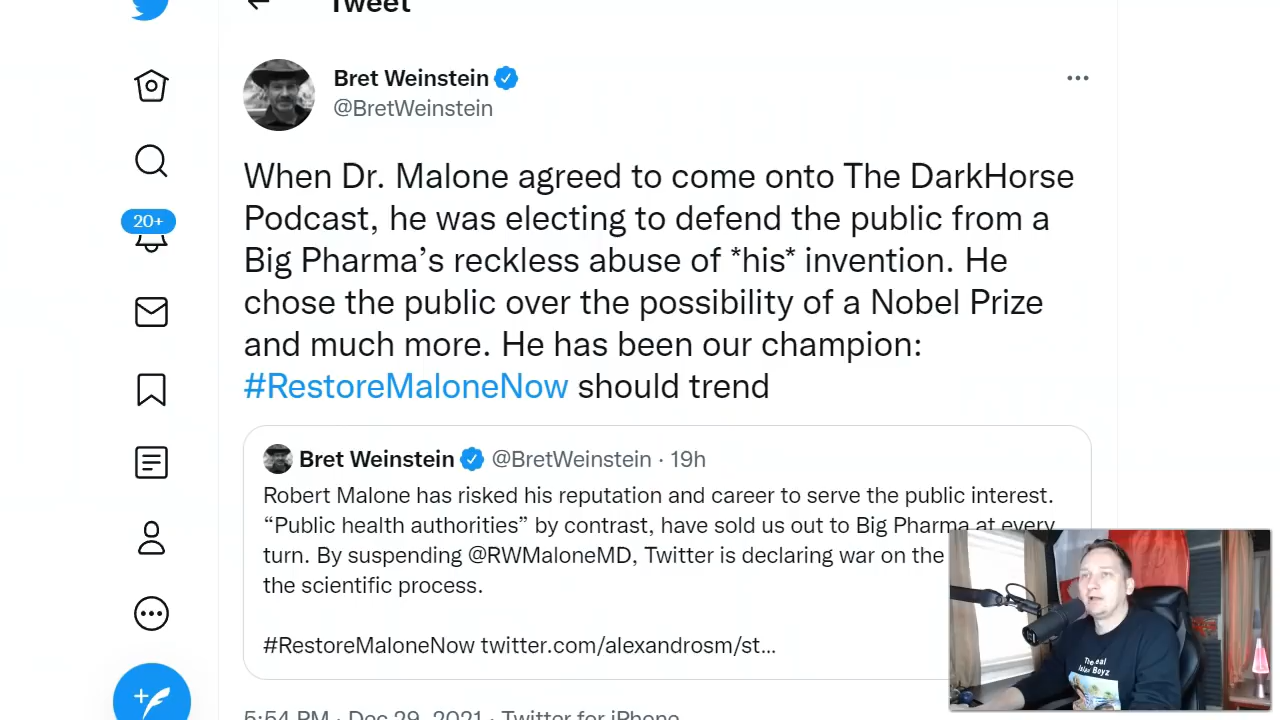 Tweet
Bret Weinstein
@BretWeinstein
When Dr. Malone agreed to come onto The DarkHorse
Podcast, he was electing to defend the public from a
Big Pharma’s reckless abuse of *his* invention. He
chose the public over the possibility of a Nobel Prize
and much more. He has been our champion:
#RestoreMaloneNow should trend
20+
Bret Weinstein @BretWeinstein · 19h
Robert Malone has risked his reputation and career to serve the public interest.
“Public health authorities” by contrast, have sold us out to Big Pharma at every
turn. By suspending @RWMaloneMD, Twitter is declaring war on the
the scientific process.
#RestoreMaloneNow twitter.com/alexandrosm/st...
5:54 PM · Dec 29, 2021 · Twitter for iPhone